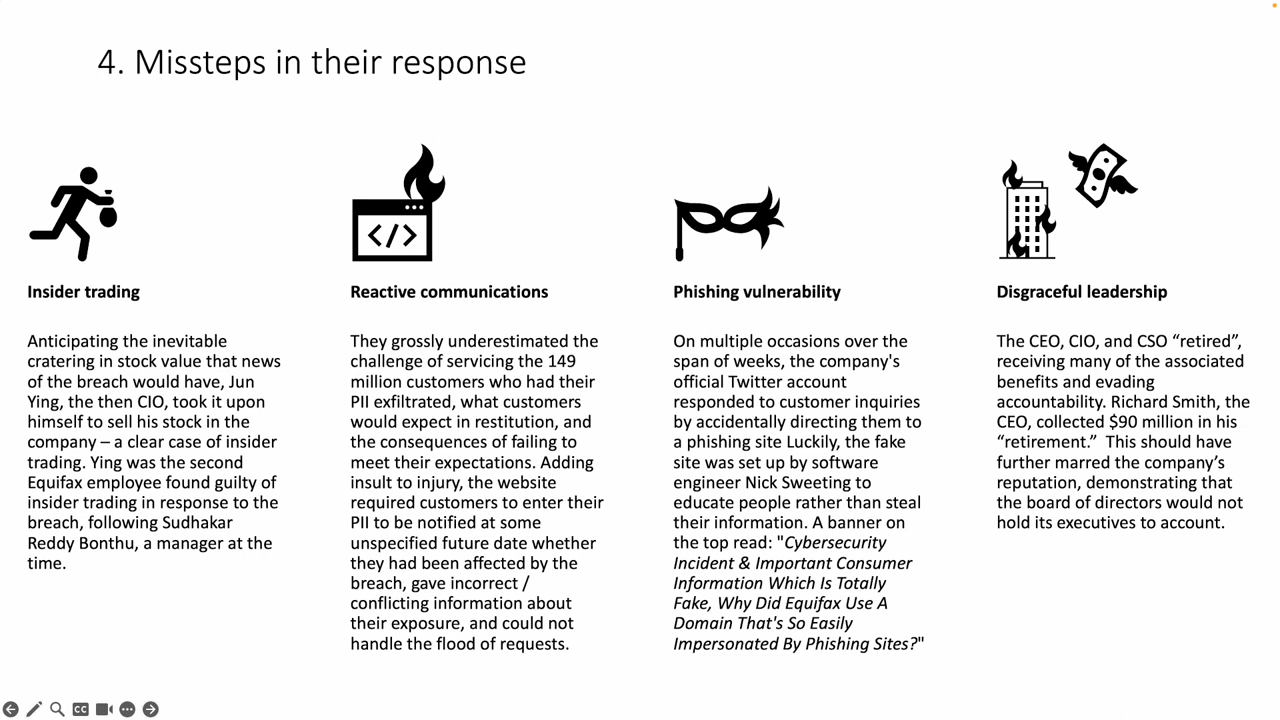 4. Missteps in their response
Insider trading
Anticipating the inevitable
cratering in stock value that news
of the breach would have, Jun
Ying, the then CIO, took it upon
himself to sell his stock in the
company – a clear case of insider
trading. Ying was the second
Equifax employee found guilty of
insider trading in response to the
breach, following Sudhakar
Reddy Bonthu, a manager at the
time.
Reactive communications
They grossly underestimated the
challenge of servicing the 149
million customers who had their
PII exfiltrated, what customers
would expect in restitution, and
the consequences of failing to
meet their expectations. Adding
insult to injury, the website
required customers to enter their
PII to be notified at some
unspecified future date whether
they had been affected by the
breach, gave incorrect /
conflicting information about
their exposure, and could not
handle the flood of requests.
Phishing vulnerability
On multiple occasions over the
span of weeks, the company's
official Twitter account
responded to customer inquiries
by accidentally directing them to
a phishing site Luckily, the fake
site was set up by software
engineer Nick Sweeting to
educate people rather than steal
their information. A banner on
the top read: "Cybersecurity
Incident & Important Consumer
Information Which Is Totally
Fake, Why Did Equifax Use A
Domain That's So Easily
Impersonated By Phishing Sites?"
Disgraceful leadership
The CEO, CIO, and CSO “retired”,
receiving many of the associated
benefits and evading
accountability. Richard Smith, the
CEO, collected $90 million in his
“retirement.” This should have
further marred the company’s
reputation, demonstrating that
the board of directors would not
hold its executives to account.